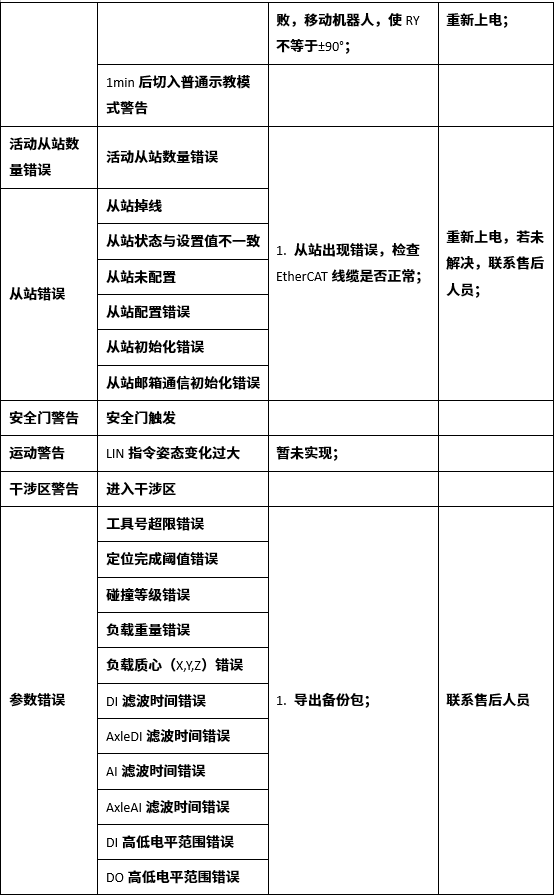 败，移动机器人，使 RY
不等于±90°；
重新上电；
1min 后切入普通示教模
式警告
活动从站数
量错误
活动从站数量错误
从站错误
从站掉线
从站状态与设置值不一致
从站未配置
从站配置错误
从站初始化错误
从站邮箱通信初始化错误
1. 从站出现错误，检查
EtherCAT 线缆是否正常；
重新上电，若未
解决，联系售后
人员；
安全门警告
安全门触发
运动警告
LIN 指令姿态变化过大
暂未实现；
干涉区警告
进入干涉区
参数错误
工具号超限错误
定位完成阈值错误
碰撞等级错误
负载重量错误
负载质心（X,Y,Z）错误
DI 滤波时间错误
AxleDI 滤波时间错误
AI 滤波时间错误
AxleAI 滤波时间错误
DI 高低电平范围错误
DO 高低电平范围错误
1. 导出备份包；
联系售后人员